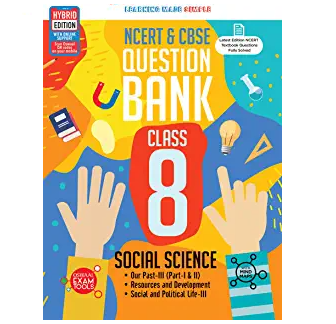 LEARNING MADE SIMPLE
HYBRID
EDITION
WITH ONLINE
SUPPORT
NCERT & CBSE
QUESTION
BANK
Latest Edition NCERT
Textbook Questions
Fully Solved
CLASS
8
SOCIAL SCIENCE
• Our Past-III (Part-I & II)
• Resources and Development
• Social and Political Life-III
OSWAAL
EXAM
TOOLS
WITH
MIND
MAPS